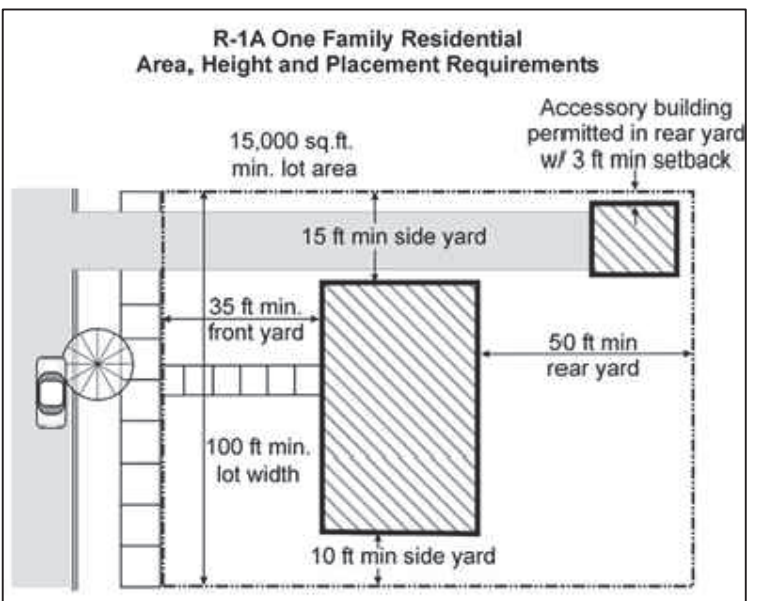 R-1A One Family Residential
Area, Height and Placement Requirements
Accessory building
permitted in rear yard
w/ 3 ft min setback
15,000 sq.ft.
min. lot area
15 ft min side yard
35 ft min.
front yard
50 ft min
rear yard
100 ft min.
lot width
10 ft min side yard